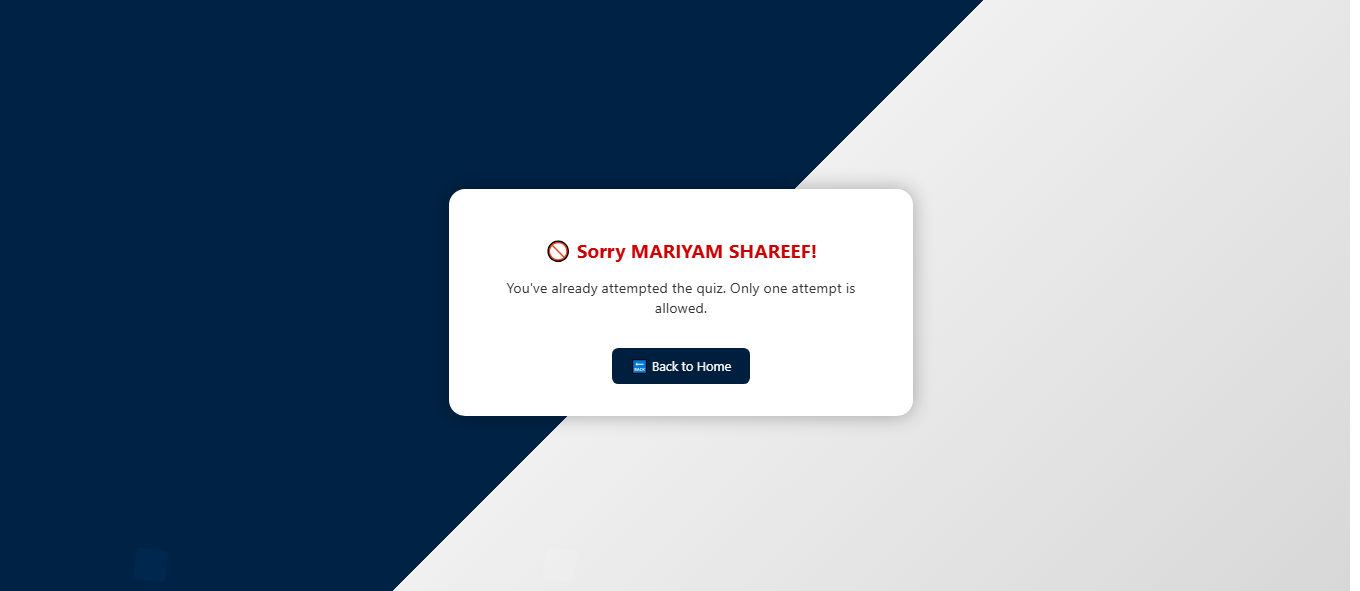 🚫 Sorry MARIYAM SHAREEF!
You've already attempted the quiz. Only one attempt is
allowed.
🔙 Back to Home